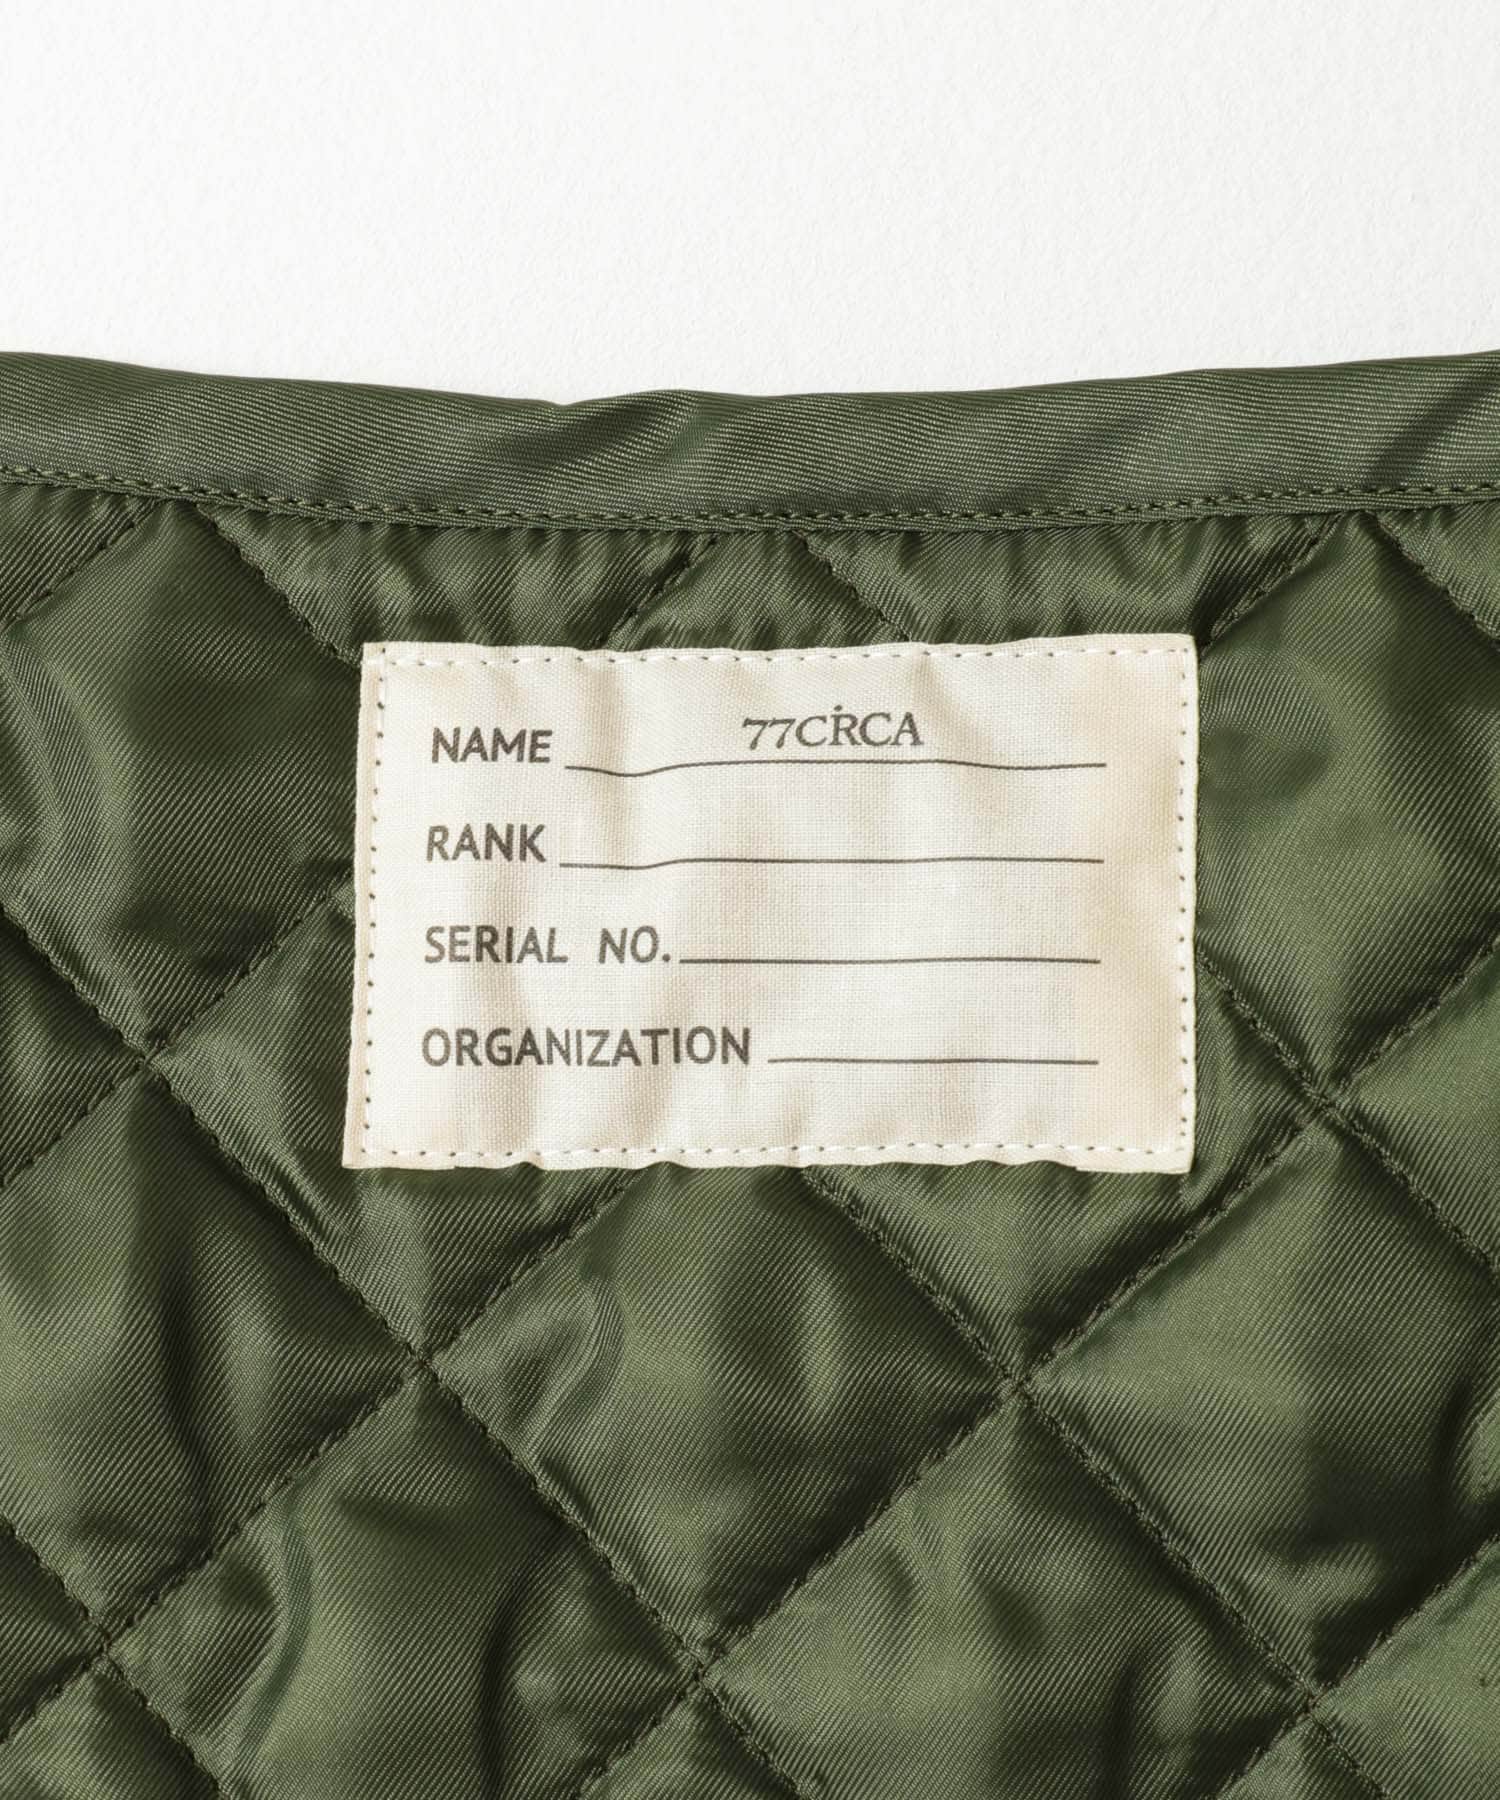 NAME 77CIRCA
RANK
SERIAL NO.
ORGANIZATION